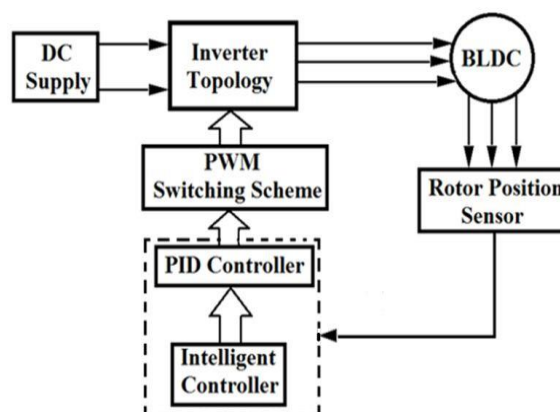 DC
Supply
Inverter
Topology
BLDC
PWM
Switching Scheme
Rotor Position
Sensor
PID Controller
Intelligent
Controller